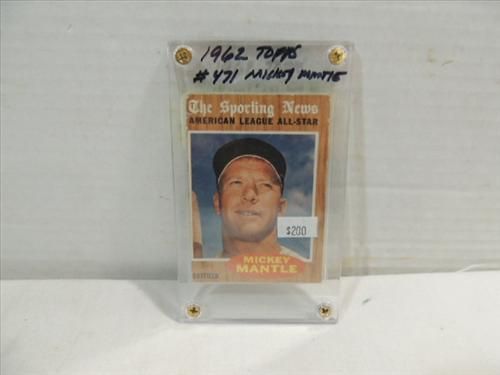 1962 TOPPS
#471 MICKEY MANTLE
The Sporting News
AMERICAN LEAGUE ALL-STAR
$200
MICKEY
MANTLE
OUTFIELD